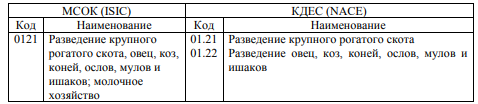 МСОК (ISIC) КДЕС (NACE)
Код Наименование Код Наименование
0121 Разведение крупного 01.21 Разведение крупного рогатого скота
рогатого скота, овец, коз, 01.22 Разведение овец, коз, коней, ослов, мулов и
коней, ослов, мулов и ишаков
ишаков; молочное
хозяйство